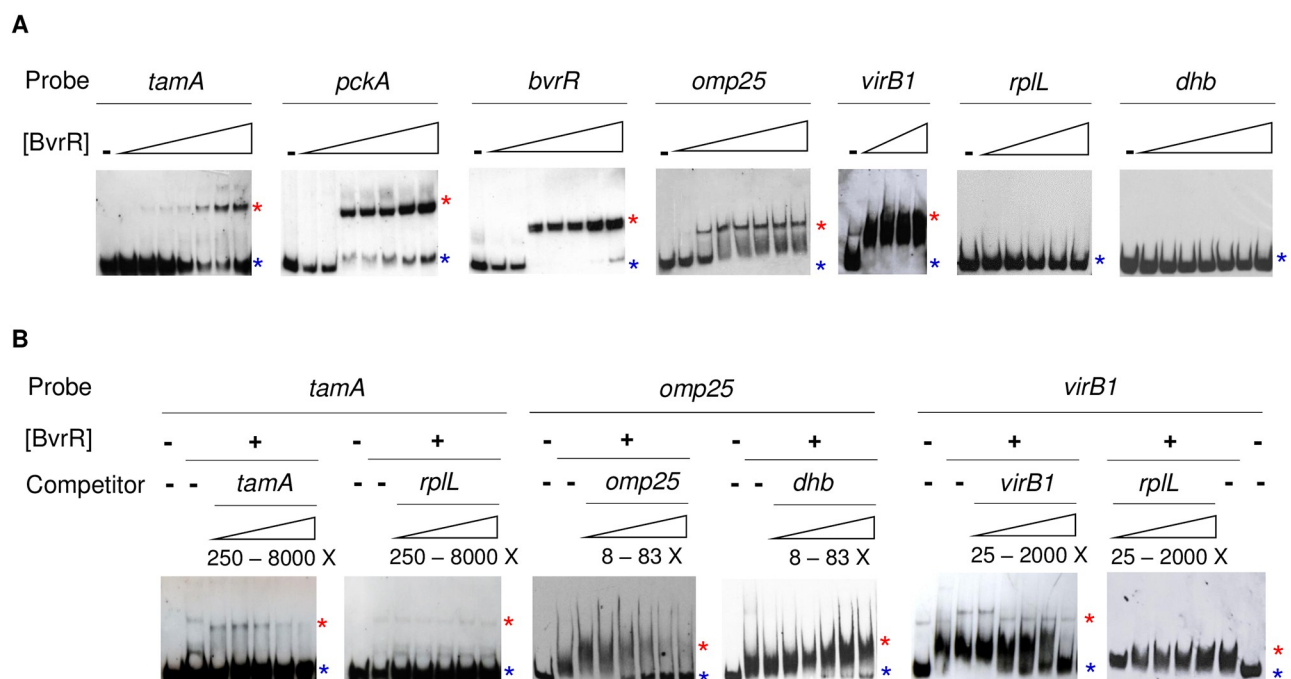 A
Probe tamA pckA bvrR omp25 virB1 rplL dhb
[BvrR] - - - - - - -
* * * * *
* * * * * * *
B
Probe tamA omp25 virB1
[BvrR] - + - + - + - + - + + -
Competitor - - tamA - - rplL - - omp25 - - dhb - - virB1 rplL - -
250 – 8000 X 250 – 8000 X 8 – 83 X 8 – 83 X 25 – 2000 X 25 – 2000 X
* * * * * *
* * * * * *